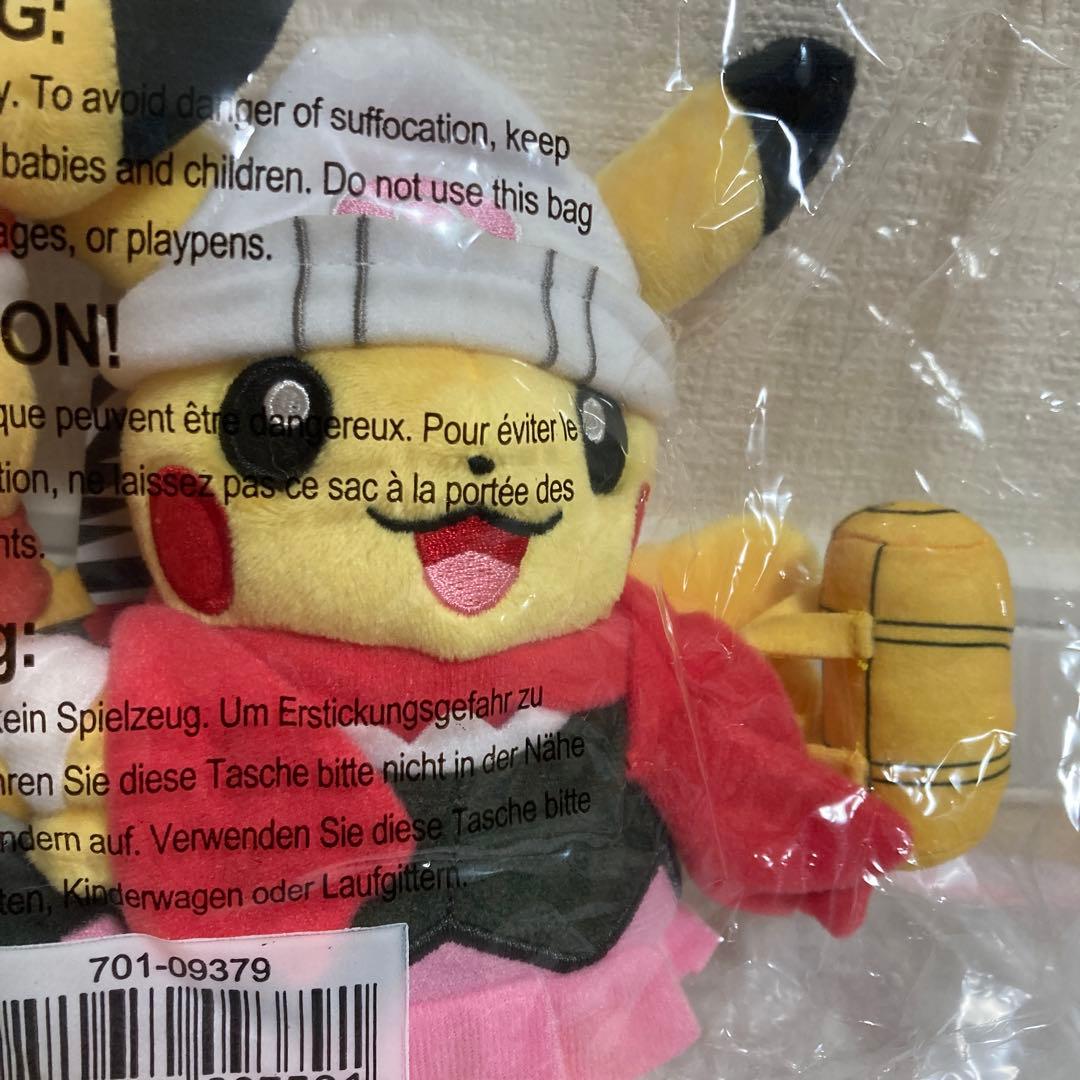 G:
y. To avoid danger of suffocation, keep
babies and children. Do not use this bag
ages, or playpens.
ON!
que peuvent être dangereux. Pour éviter le
tion, ne laissez pas ce sac à la portée des
nts.
g:
kein Spielzeug. Um Erstickungsgefahr zu
hren Sie diese Tasche bitte nicht in der Nähe
ndern auf. Verwenden Sie diese Tasche bitte
ten, Kinderwagen oder Laufgittern.
701-09379